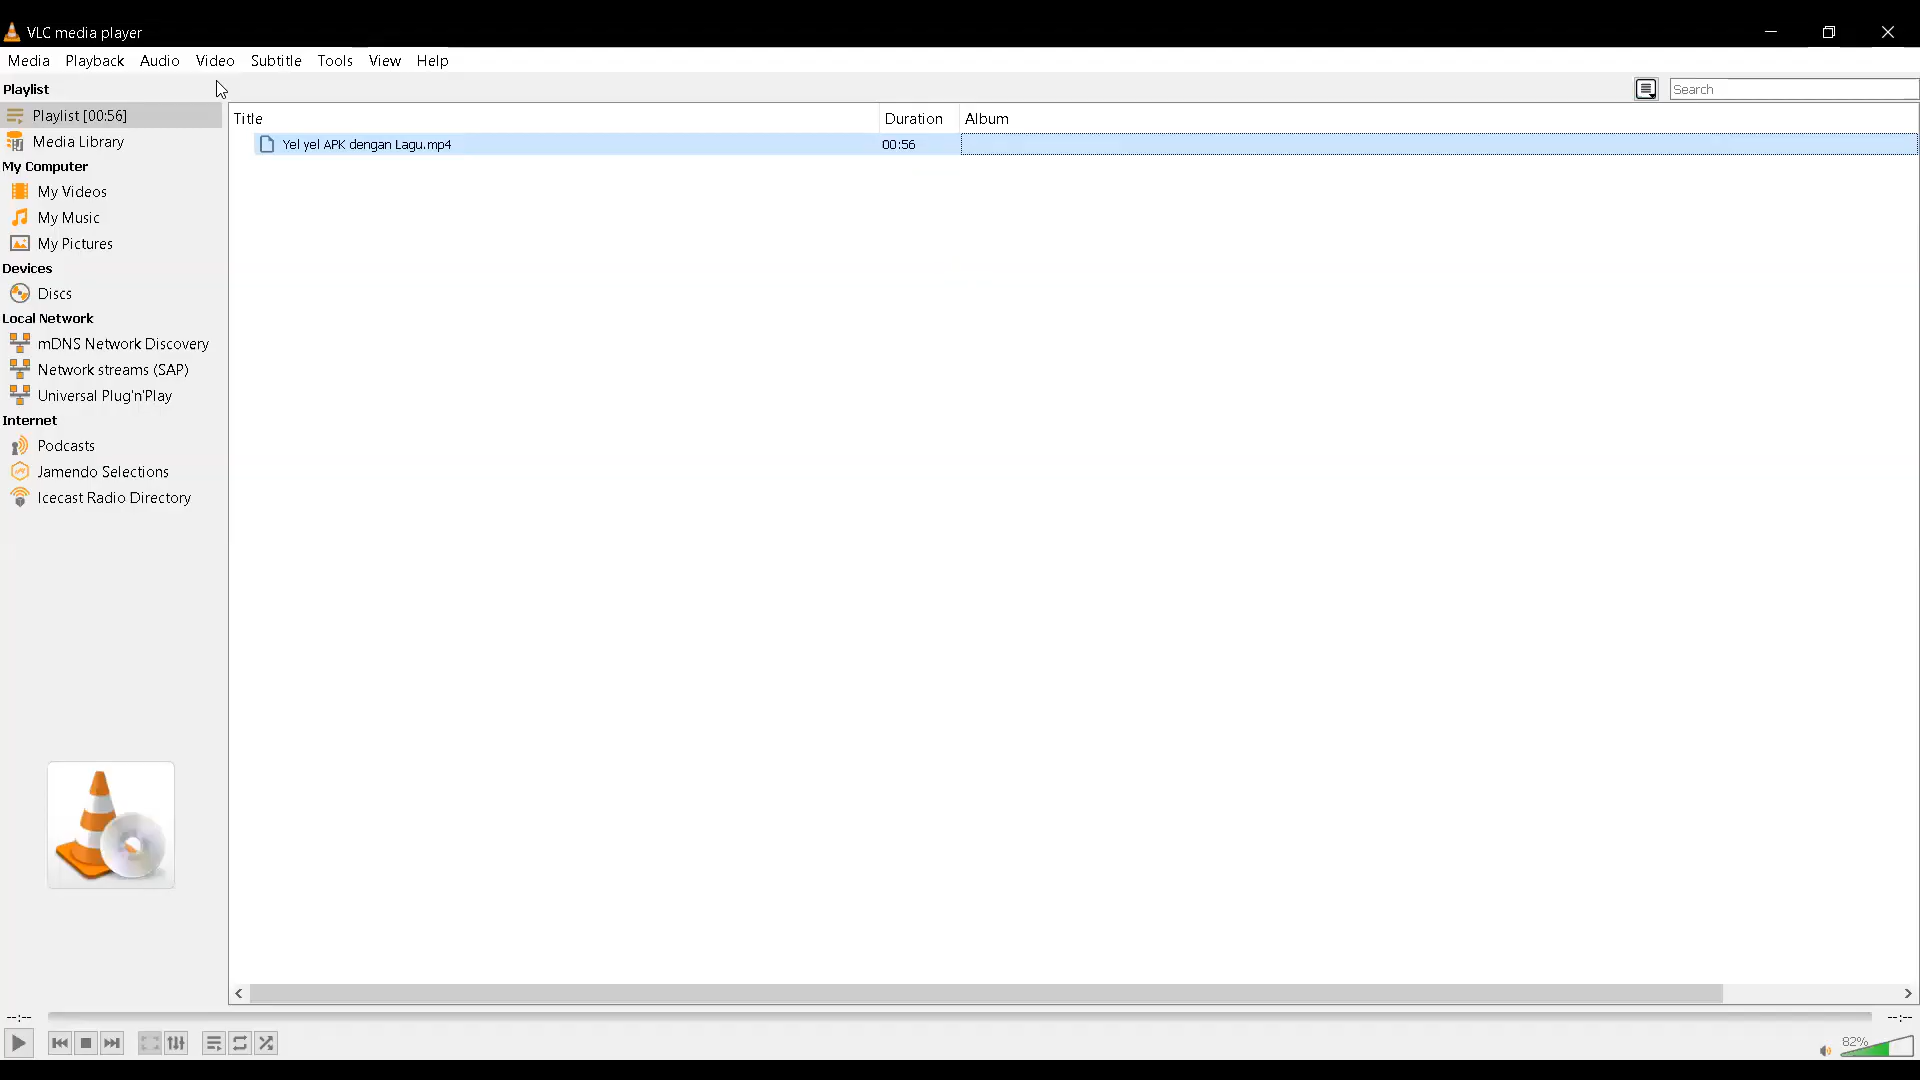 VLC media player
Media Playback Audio Video Subtitle Tools View Help
Playlist
Search
Playlist [00:56]
Title Duration Album
Media Library
Yel yel APK dengan Lagu.mp4 00:56
My Computer
My Videos
My Music
My Pictures
Devices
Discs
Local Network
mDNS Network Discovery
Network streams (SAP)
Universal Plug'n'Play
Internet
Podcasts
Jamendo Selections
Icecast Radio Directory
--:-- --:--
82%